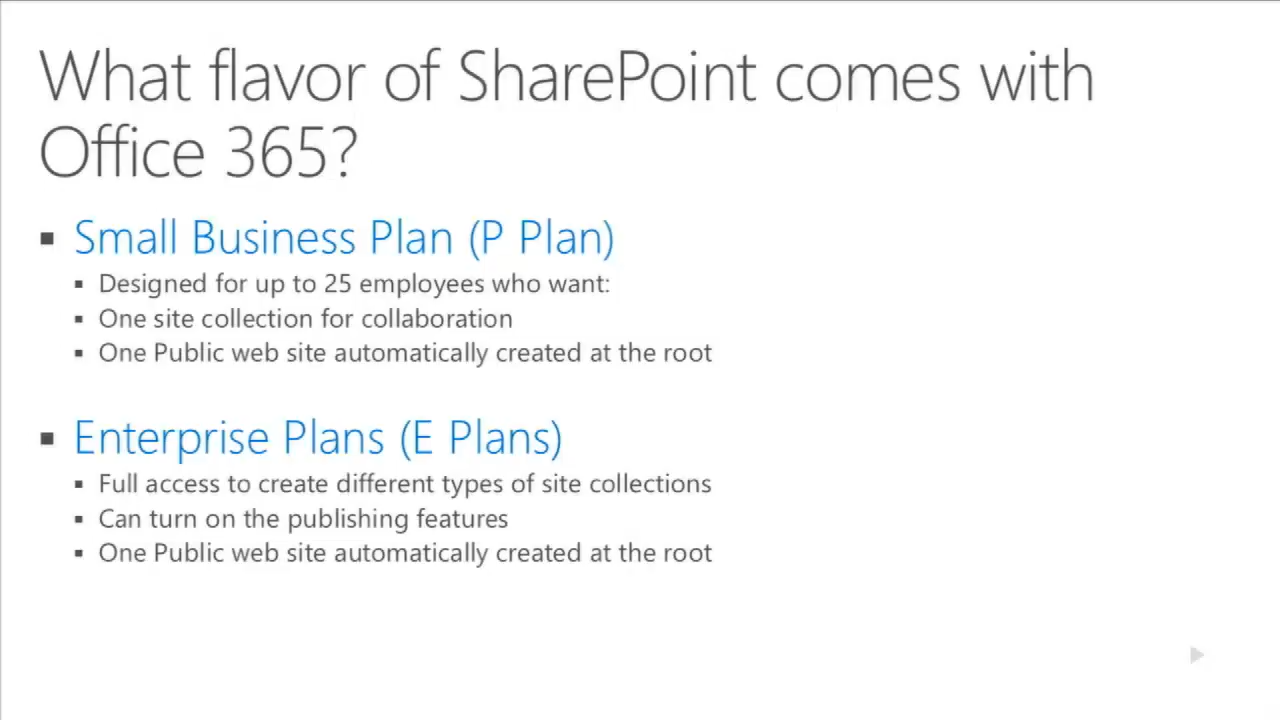 What flavor of SharePoint comes with
Office 365?
Small Business Plan (P Plan)
Designed for up to 25 employees who want:
One site collection for collaboration
One Public web site automatically created at the root
Enterprise Plans (E Plans)
Full access to create different types of site collections
Can turn on the publishing features
One Public web site automatically created at the root